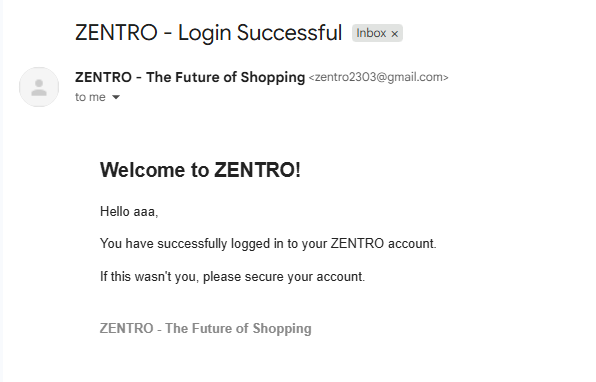 ZENTRO - Login Successful Inbox ×
ZENTRO - The Future of Shopping <zentro2303@gmail.com>
to me
Welcome to ZENTRO!
Hello aaa,
You have successfully logged in to your ZENTRO account.
If this wasn't you, please secure your account.
ZENTRO - The Future of Shopping